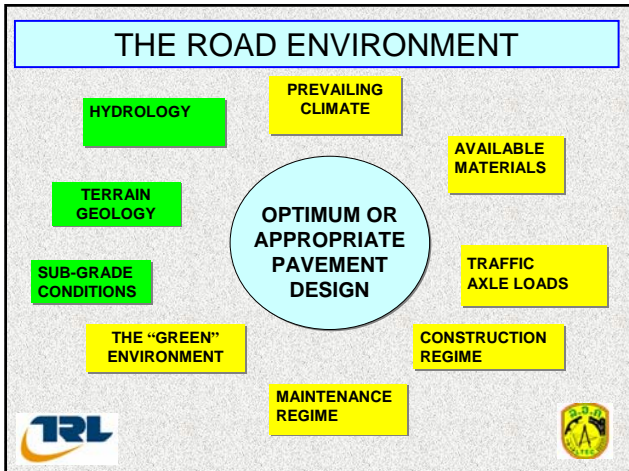 THE ROAD ENVIRONMENT
PREVAILING
CLIMATE
HYDROLOGY
AVAILABLE
MATERIALS
TERRAIN
GEOLOGY
OPTIMUM OR
APPROPRIATE
PAVEMENT
DESIGN
SUB-GRADE
CONDITIONS
TRAFFIC
AXLE LOADS
THE “GREEN”
ENVIRONMENT
CONSTRUCTION
REGIME
MAINTENANCE
REGIME
TRL